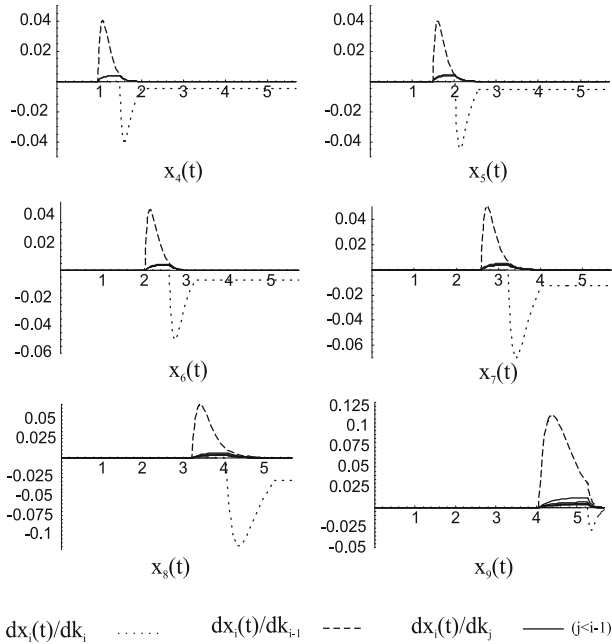 0.04 0.04
0.02 0.02
1 2 3 4 5 1 2 3 4 5
-0.02 -0.02
-0.04 -0.04
x₄(t) x₅(t)
0.04 0.04
0.02 0.02
1 2 3 4 5 1 2 3 4 5
-0.02 -0.02
-0.04 -0.04
-0.06 -0.06
x₆(t) x₇(t)
0.05 0.125
0.025 0.1
0.075
0.05
0.025
1 2 3 4 5 1 2 3 4 5
-0.025 -0.025
-0.05 -0.05
-0.075
-0.1
x₈(t) x₉(t)
dxᵢ(t)/dkᵢ dxᵢ(t)/dkᵢ₋₁ dxᵢ(t)/dkⱼ (j<i-1)